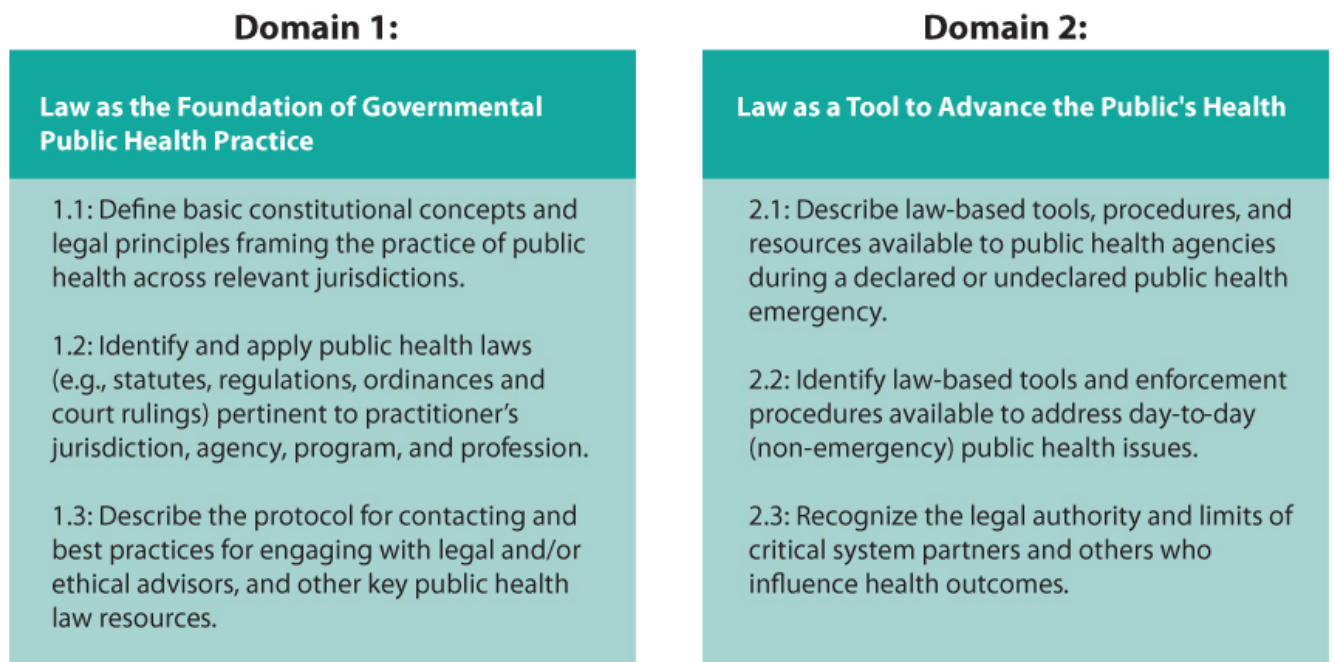 Domain 1:
Law as the Foundation of Governmental
Public Health Practice
1.1: Define basic constitutional concepts and
legal principles framing the practice of public
health across relevant jurisdictions.
1.2: Identify and apply public health laws
(e.g., statutes, regulations, ordinances and
court rulings) pertinent to practitioner’s
jurisdiction, agency, program, and profession.
1.3: Describe the protocol for contacting and
best practices for engaging with legal and/or
ethical advisors, and other key public health
law resources.
Domain 2:
Law as a Tool to Advance the Public's Health
2.1: Describe law-based tools, procedures, and
resources available to public health agencies
during a declared or undeclared public health
emergency.
2.2: Identify law-based tools and enforcement
procedures available to address day-to-day
(non-emergency) public health issues.
2.3: Recognize the legal authority and limits of
critical system partners and others who
influence health outcomes.